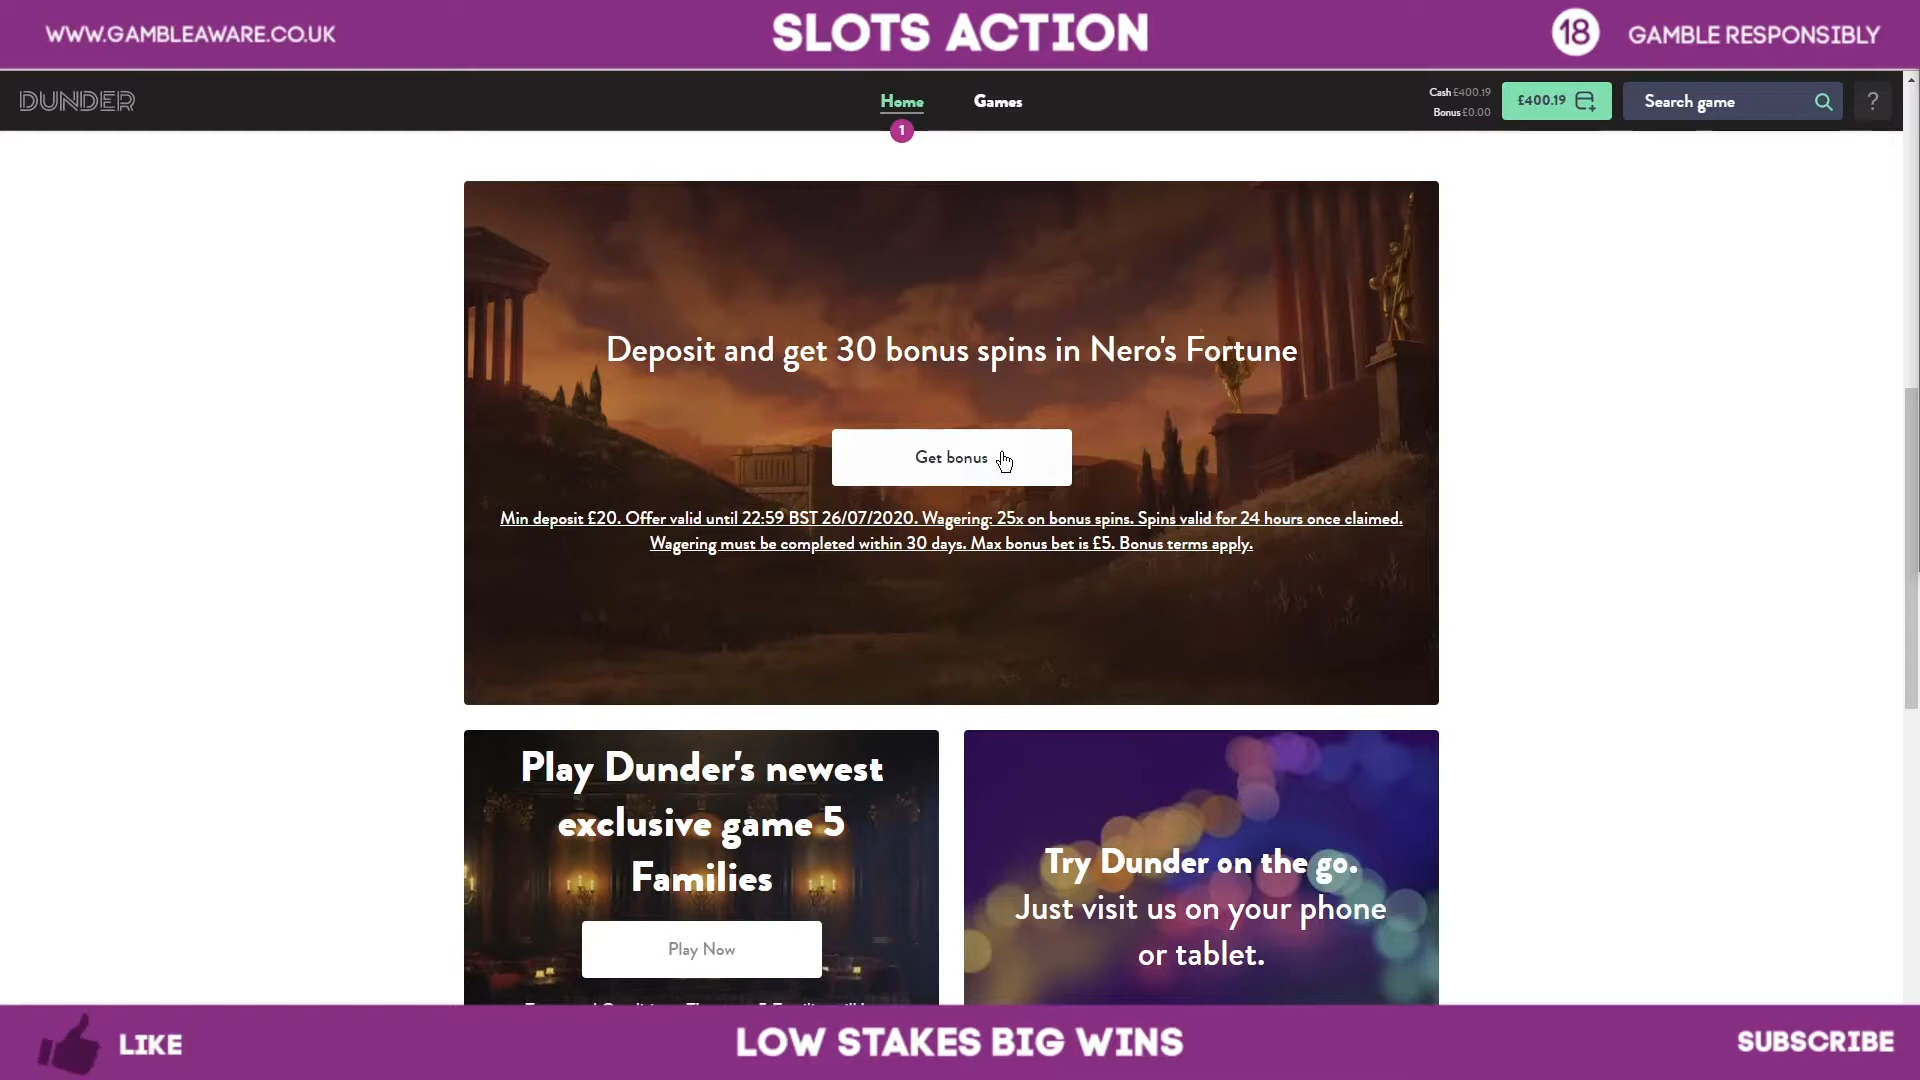 WWW.GAMBLEAWARE.CO.UK
SLOTS ACTION
18
GAMBLE RESPONSIBLY
DUNDER
Home
Games
1
Cash £400.19
Bonus £0.00
£400.19
Search game
?
Deposit and get 30 bonus spins in Nero's Fortune
Get bonus
Min deposit £20. Offer valid until 22:59 BST 26/07/2020. Wagering: 25x on bonus spins. Spins valid for 24 hours once claimed.
Wagering must be completed within 30 days. Max bonus bet is £5. Bonus terms apply.
Play Dunder's newest
exclusive game 5
Families
Play Now
Try Dunder on the go.
Just visit us on your phone
or tablet.
LIKE
LOW STAKES BIG WINS
SUBSCRIBE